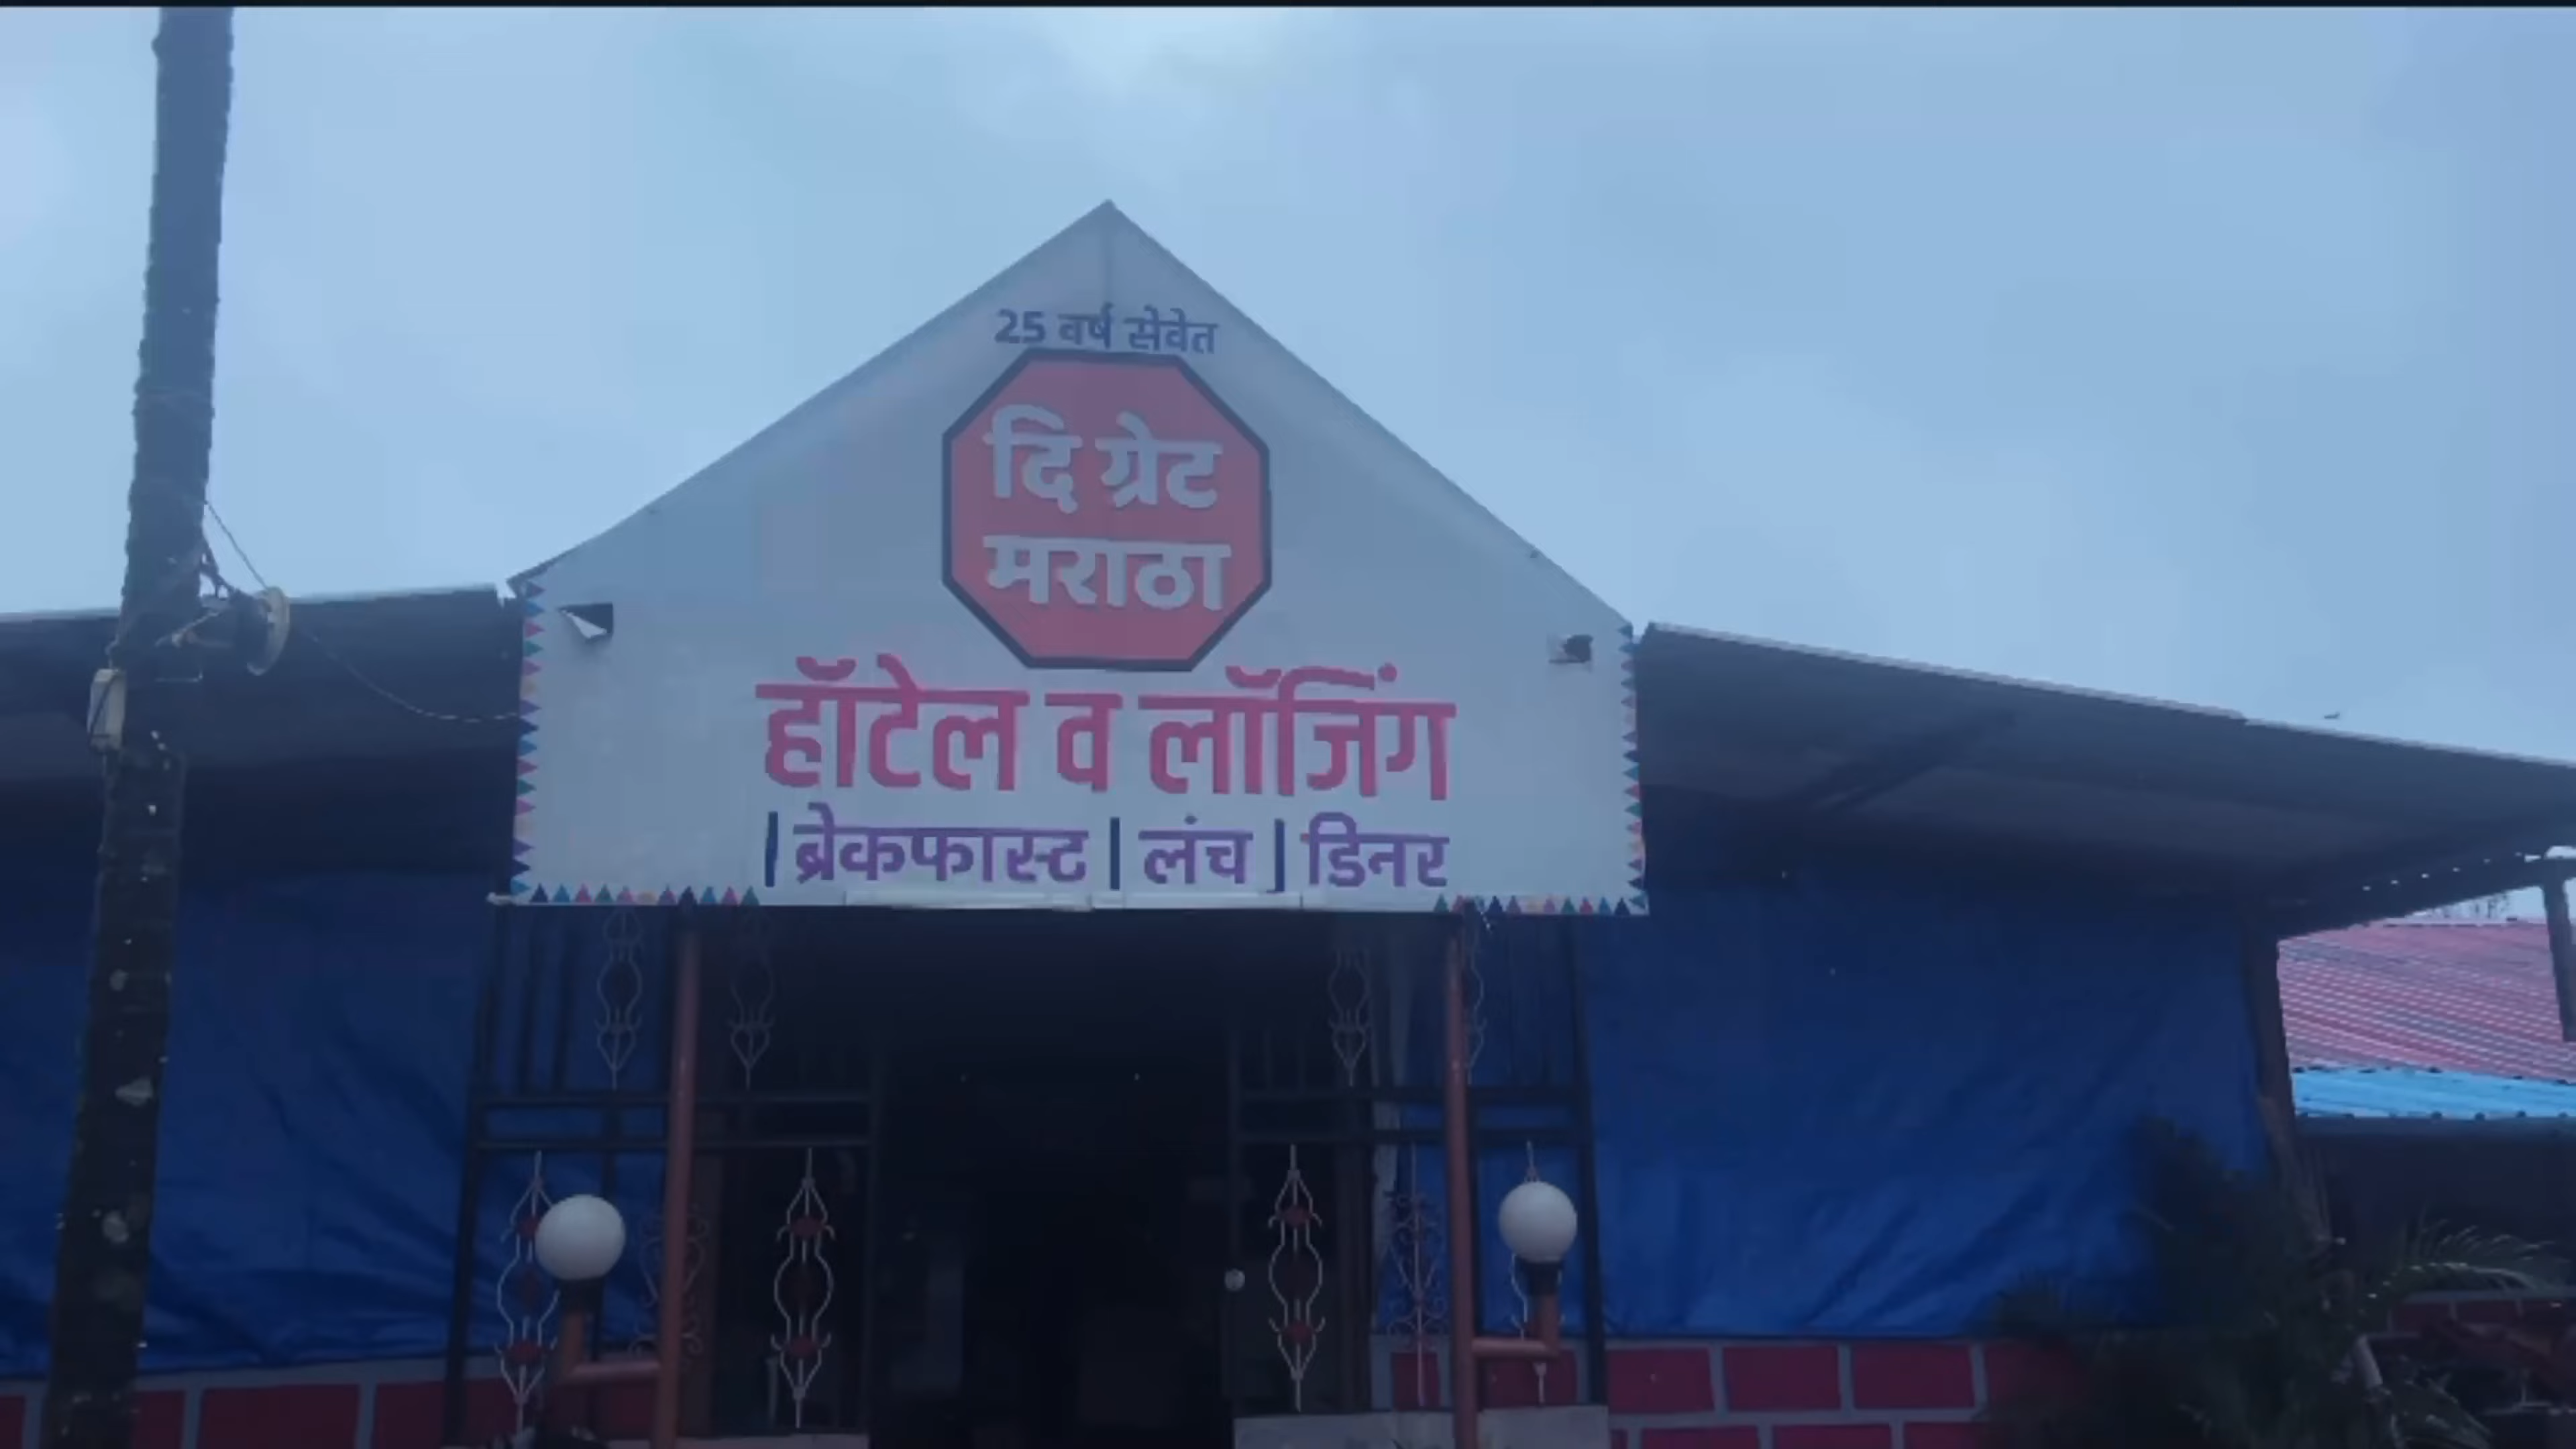 25 वर्ष सेवेत
दि ग्रेट
मराठा
हॉटेल व लॉजिंग
|ब्रेकफास्ट|लंच|डिनर